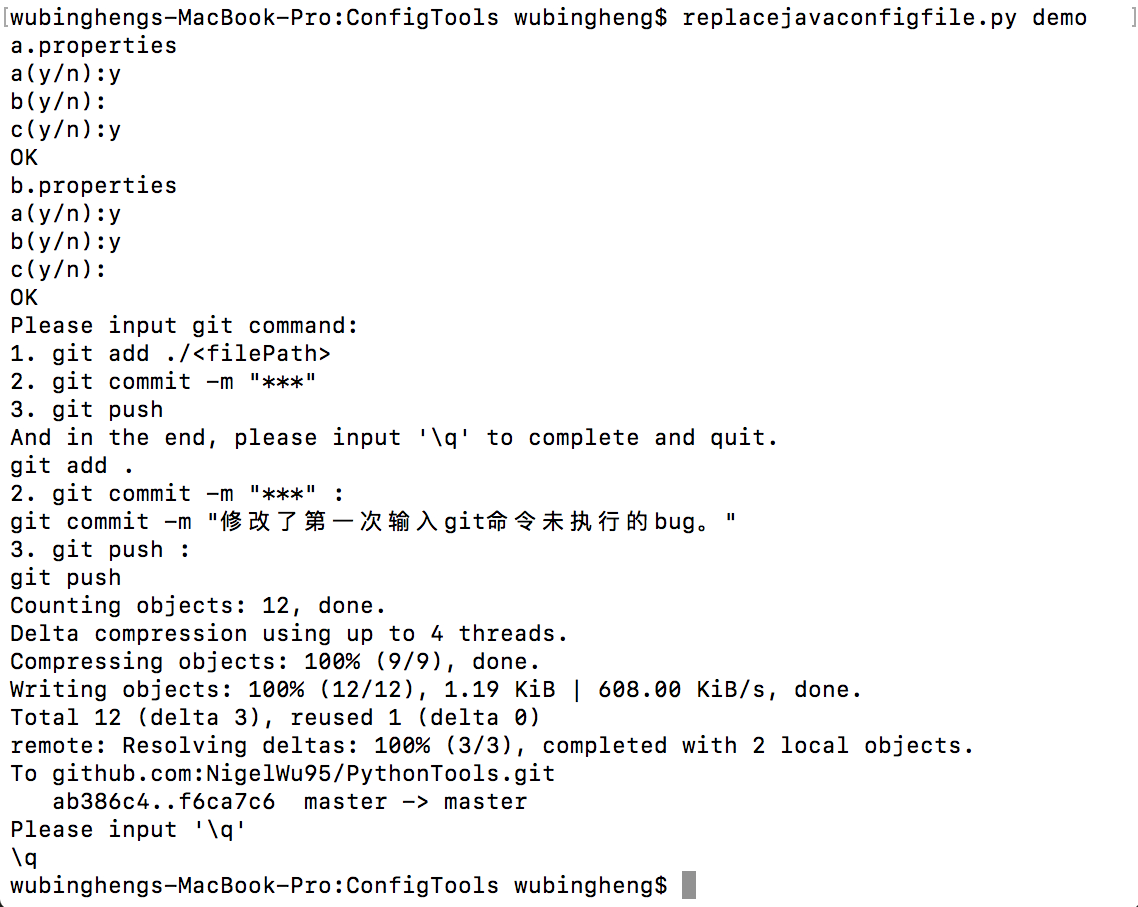 [wubinghengs-MacBook-Pro:ConfigTools wubingheng$ replacejavaconfigfile.py demo ]
a.properties
a(y/n):y
b(y/n):
c(y/n):y
OK
b.properties
a(y/n):y
b(y/n):y
c(y/n):
OK
Please input git command:
1. git add ./<filePath>
2. git commit -m "***"
3. git push
And in the end, please input '\q' to complete and quit.
git add .
2. git commit -m "***" :
git commit -m "修改了第一次输入git命令未执行的bug。"
3. git push :
git push
Counting objects: 12, done.
Delta compression using up to 4 threads.
Compressing objects: 100% (9/9), done.
Writing objects: 100% (12/12), 1.19 KiB | 608.00 KiB/s, done.
Total 12 (delta 3), reused 1 (delta 0)
remote: Resolving deltas: 100% (3/3), completed with 2 local objects.
To github.com:NigelWu95/PythonTools.git
   ab386c4..f6ca7c6  master -> master
Please input '\q'
\q
wubinghengs-MacBook-Pro:ConfigTools wubingheng$